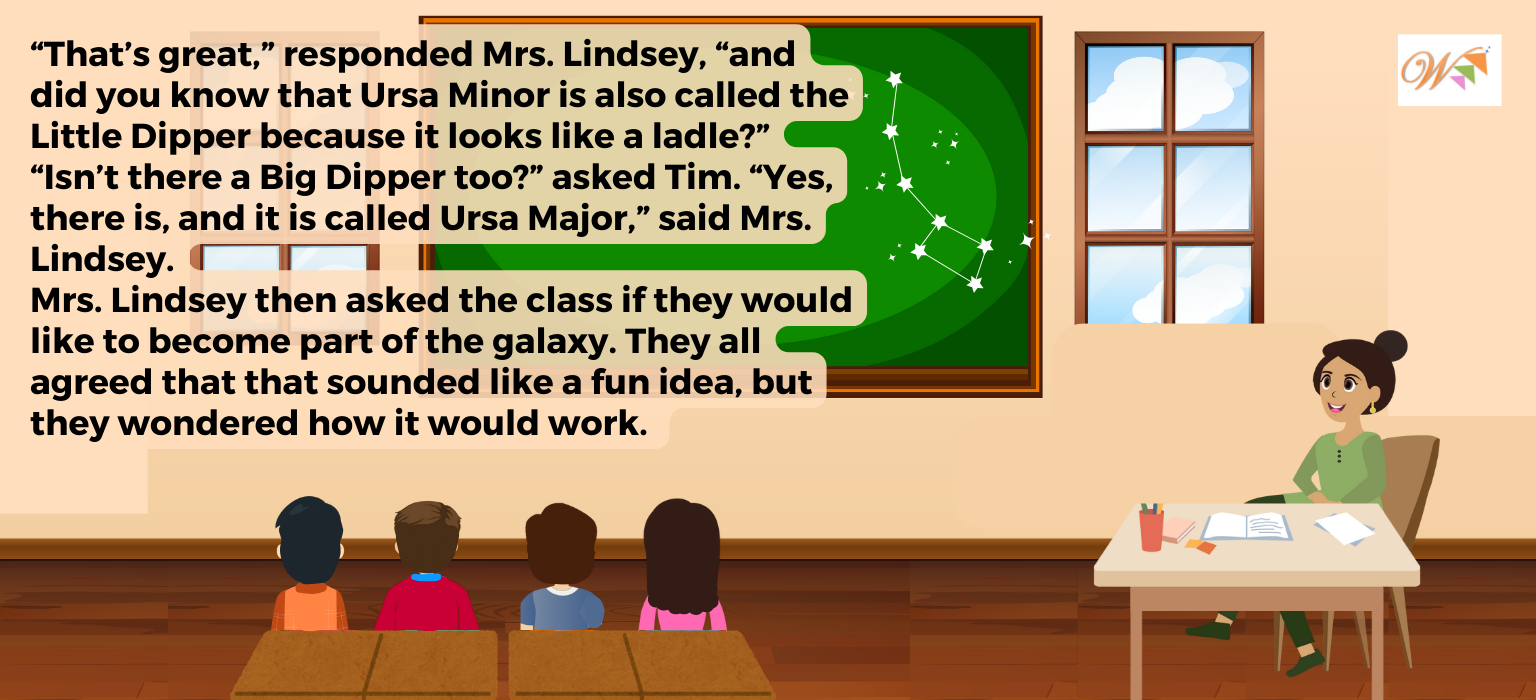 “That’s great,” responded Mrs. Lindsey, “and
did you know that Ursa Minor is also called the
Little Dipper because it looks like a ladle?”
“Isn’t there a Big Dipper too?” asked Tim. “Yes,
there is, and it is called Ursa Major,” said Mrs.
Lindsey.
Mrs. Lindsey then asked the class if they would
like to become part of the galaxy. They all
agreed that that sounded like a fun idea, but
they wondered how it would work.
W